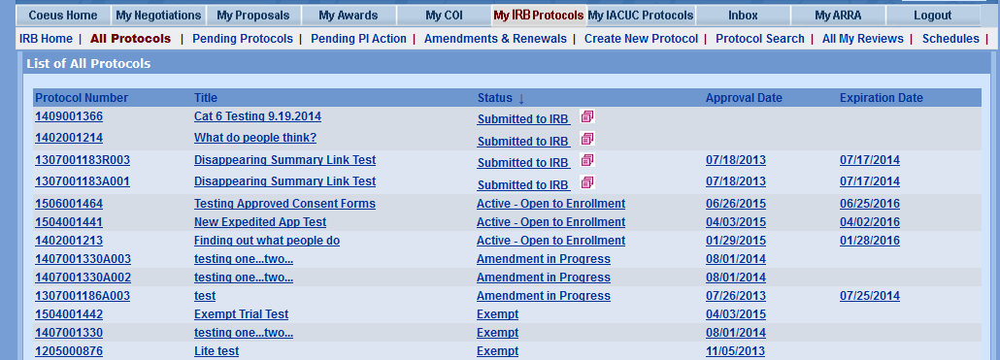 Coeus Home My Negotiations My Proposals My Awards My COI My IRB Protocols My IACUC Protocols Inbox My ARRA Logout
IRB Home | All Protocols | Pending Protocols | Pending PI Action | Amendments & Renewals | Create New Protocol | Protocol Search | All My Reviews | Schedules |
List of All Protocols
Protocol Number Title Status ↓ Approval Date Expiration Date
1409001366 Cat 6 Testing 9.19.2014 Submitted to IRB
1402001214 What do people think? Submitted to IRB
1307001183R003 Disappearing Summary Link Test Submitted to IRB 07/18/2013 07/17/2014
1307001183A001 Disappearing Summary Link Test Submitted to IRB 07/18/2013 07/17/2014
1506001464 Testing Approved Consent Forms Active - Open to Enrollment 06/26/2015 06/25/2016
1504001441 New Expedited App Test Active - Open to Enrollment 04/03/2015 04/02/2016
1402001213 Finding out what people do Active - Open to Enrollment 01/29/2015 01/28/2016
1407001330A003 testing one...two... Amendment in Progress 08/01/2014
1407001330A002 testing one...two... Amendment in Progress 08/01/2014
1307001186A003 test Amendment in Progress 07/26/2013 07/25/2014
1504001442 Exempt Trial Test Exempt 04/03/2015
1407001330 testing one...two... Exempt 08/01/2014
1205000876 Lite test Exempt 11/05/2013